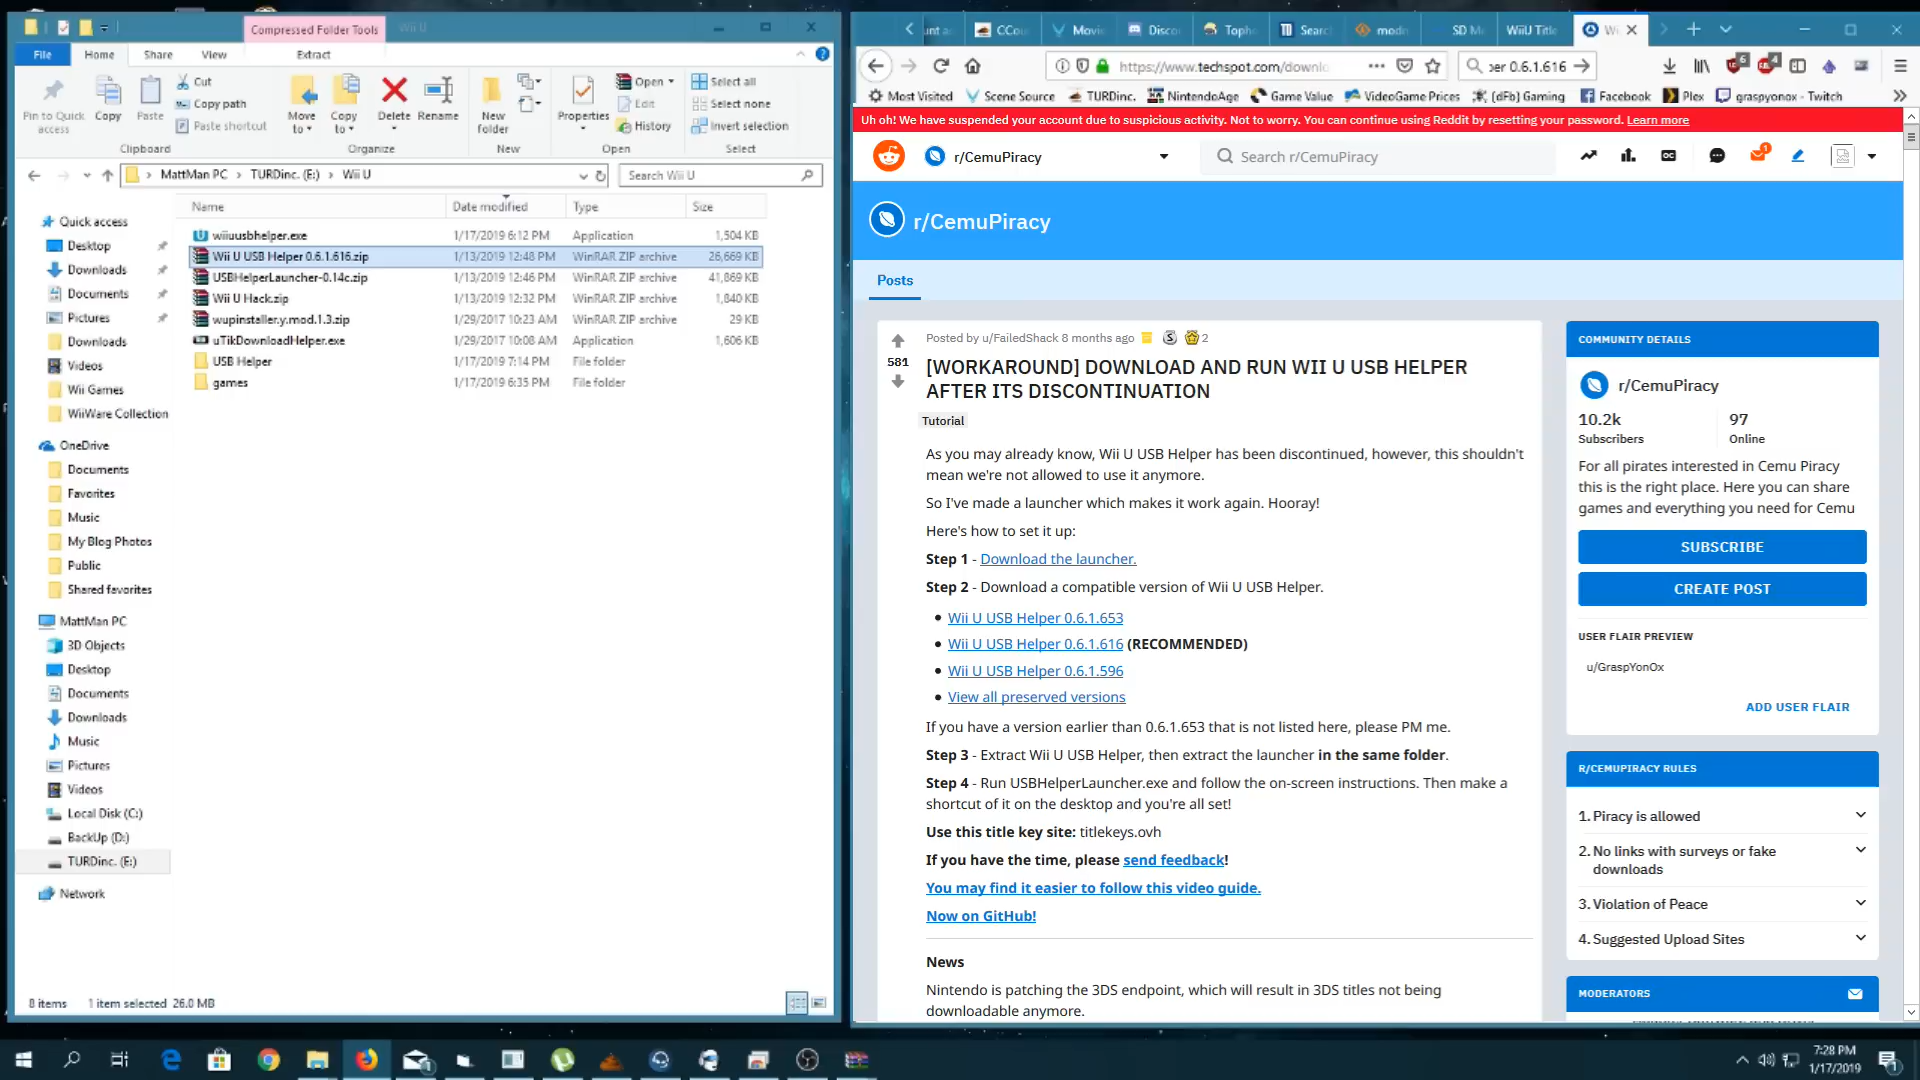 Compressed Folder Tools
Wii U
File
Home
Share
View
Extract
Pin to Quick access
Copy
Paste
Cut
Copy path
Paste shortcut
Move to
Copy to
Delete
Rename
New folder
Properties
Open
Edit
History
Select all
Select none
Invert selection
Clipboard
Organize
New
Open
Select
MattMan PC
TURDinc. (E:)
Wii U
Search Wii U
Name Date modified Type Size
wiiuusbhelper.exe 1/17/2019 6:12 PM Application 1,504 KB
Wii U USB Helper 0.6.1.616.zip 1/13/2019 12:48 PM WinRAR ZIP archive 26,669 KB
USBHelperLauncher-0.14c.zip 1/13/2019 12:46 PM WinRAR ZIP archive 41,869 KB
Wii U Hack.zip 1/13/2019 12:32 PM WinRAR ZIP archive 1,840 KB
wupinstaller.y.mod.1.3.zip 1/29/2017 10:23 AM WinRAR ZIP archive 29 KB
uTikDownloadHelper.exe 1/29/2017 10:08 AM Application 1,606 KB
USB Helper 1/17/2019 7:14 PM File folder
games 1/17/2019 6:35 PM File folder
Quick access
Desktop
Downloads
Documents
Pictures
Downloads
Videos
Wii Games
WiiWare Collection
OneDrive
Documents
Favorites
Music
My Blog Photos
Public
Shared favorites
MattMan PC
3D Objects
Desktop
Documents
Downloads
Music
Pictures
Videos
Local Disk (C:)
BackUp (D:)
TURDinc. (E:)
Network
8 items 1 item selected 26.0 MB
unt a
CCou
Movie
Disco
Toph
Searc
modm
SD M
WiiU Title
Wi
https://www.techspot.com/downlo
per 0.6.1.616
6
4
Most Visited
Scene Source
TURDinc.
NintendoAge
Game Value
VideoGame Prices
{dFb} Gaming
Facebook
Plex
graspyonox - Twitch
Uh oh! We have suspended your account due to suspicious activity. Not to worry. You can continue using Reddit by resetting your password. Learn more
r/CemuPiracy
Search r/CemuPiracy
1
r/CemuPiracy
Posts
Posted by u/FailedShack 8 months ago
2
581
[WORKAROUND] DOWNLOAD AND RUN WII U USB HELPER
AFTER ITS DISCONTINUATION
Tutorial
As you may already know, Wii U USB Helper has been discontinued, however, this shouldn't
mean we're not allowed to use it anymore.
So I've made a launcher which makes it work again. Hooray!
Here's how to set it up:
Step 1 - Download the launcher.
Step 2 - Download a compatible version of Wii U USB Helper.
• Wii U USB Helper 0.6.1.653
• Wii U USB Helper 0.6.1.616 (RECOMMENDED)
• Wii U USB Helper 0.6.1.596
• View all preserved versions
If you have a version earlier than 0.6.1.653 that is not listed here, please PM me.
Step 3 - Extract Wii U USB Helper, then extract the launcher in the same folder.
Step 4 - Run USBHelperLauncher.exe and follow the on-screen instructions. Then make a
shortcut of it on the desktop and you're all set!
Use this title key site: titlekeys.ovh
If you have the time, please send feedback!
You may find it easier to follow this video guide.
Now on GitHub!
News
Nintendo is patching the 3DS endpoint, which will result in 3DS titles not being
downloadable anymore.
COMMUNITY DETAILS
r/CemuPiracy
10.2k 97
Subscribers Online
For all pirates interested in Cemu Piracy
this is the right place. Here you can share
games and everything you need for Cemu
SUBSCRIBE
CREATE POST
USER FLAIR PREVIEW
u/GraspYonOx
ADD USER FLAIR
R/CEMUPIRACY RULES
1. Piracy is allowed
2. No links with surveys or fake
downloads
3. Violation of Peace
4. Suggested Upload Sites
MODERATORS
7:28 PM
1/17/2019
1